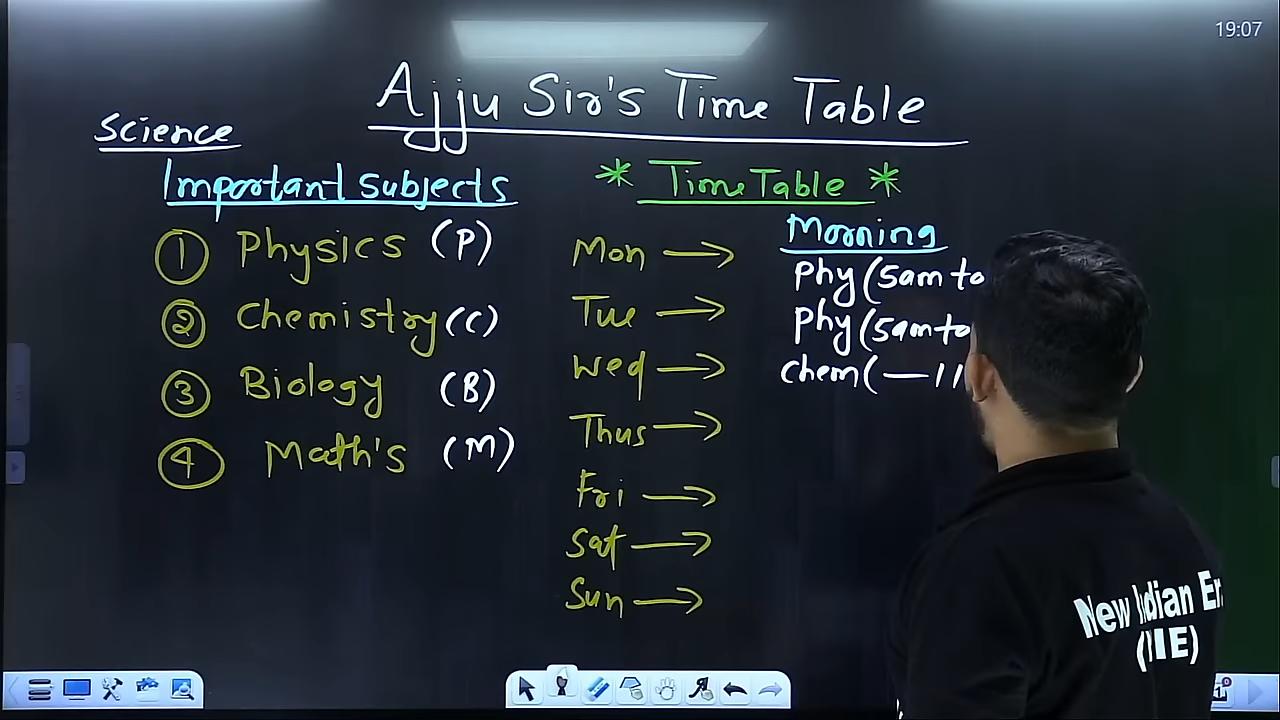 19:07
Ajju Sir's Time Table
Science
Important Subjects
① Physics (P)
② Chemistry (C)
③ Biology (B)
④ Math's (M)
* Time Table *
Morning
Mon → Phy (5am to
Tue → Phy (5am to
Wed → chem ( — 11
Thus →
Fri →
Sat →
Sun →
New Indian Er
(NIE)